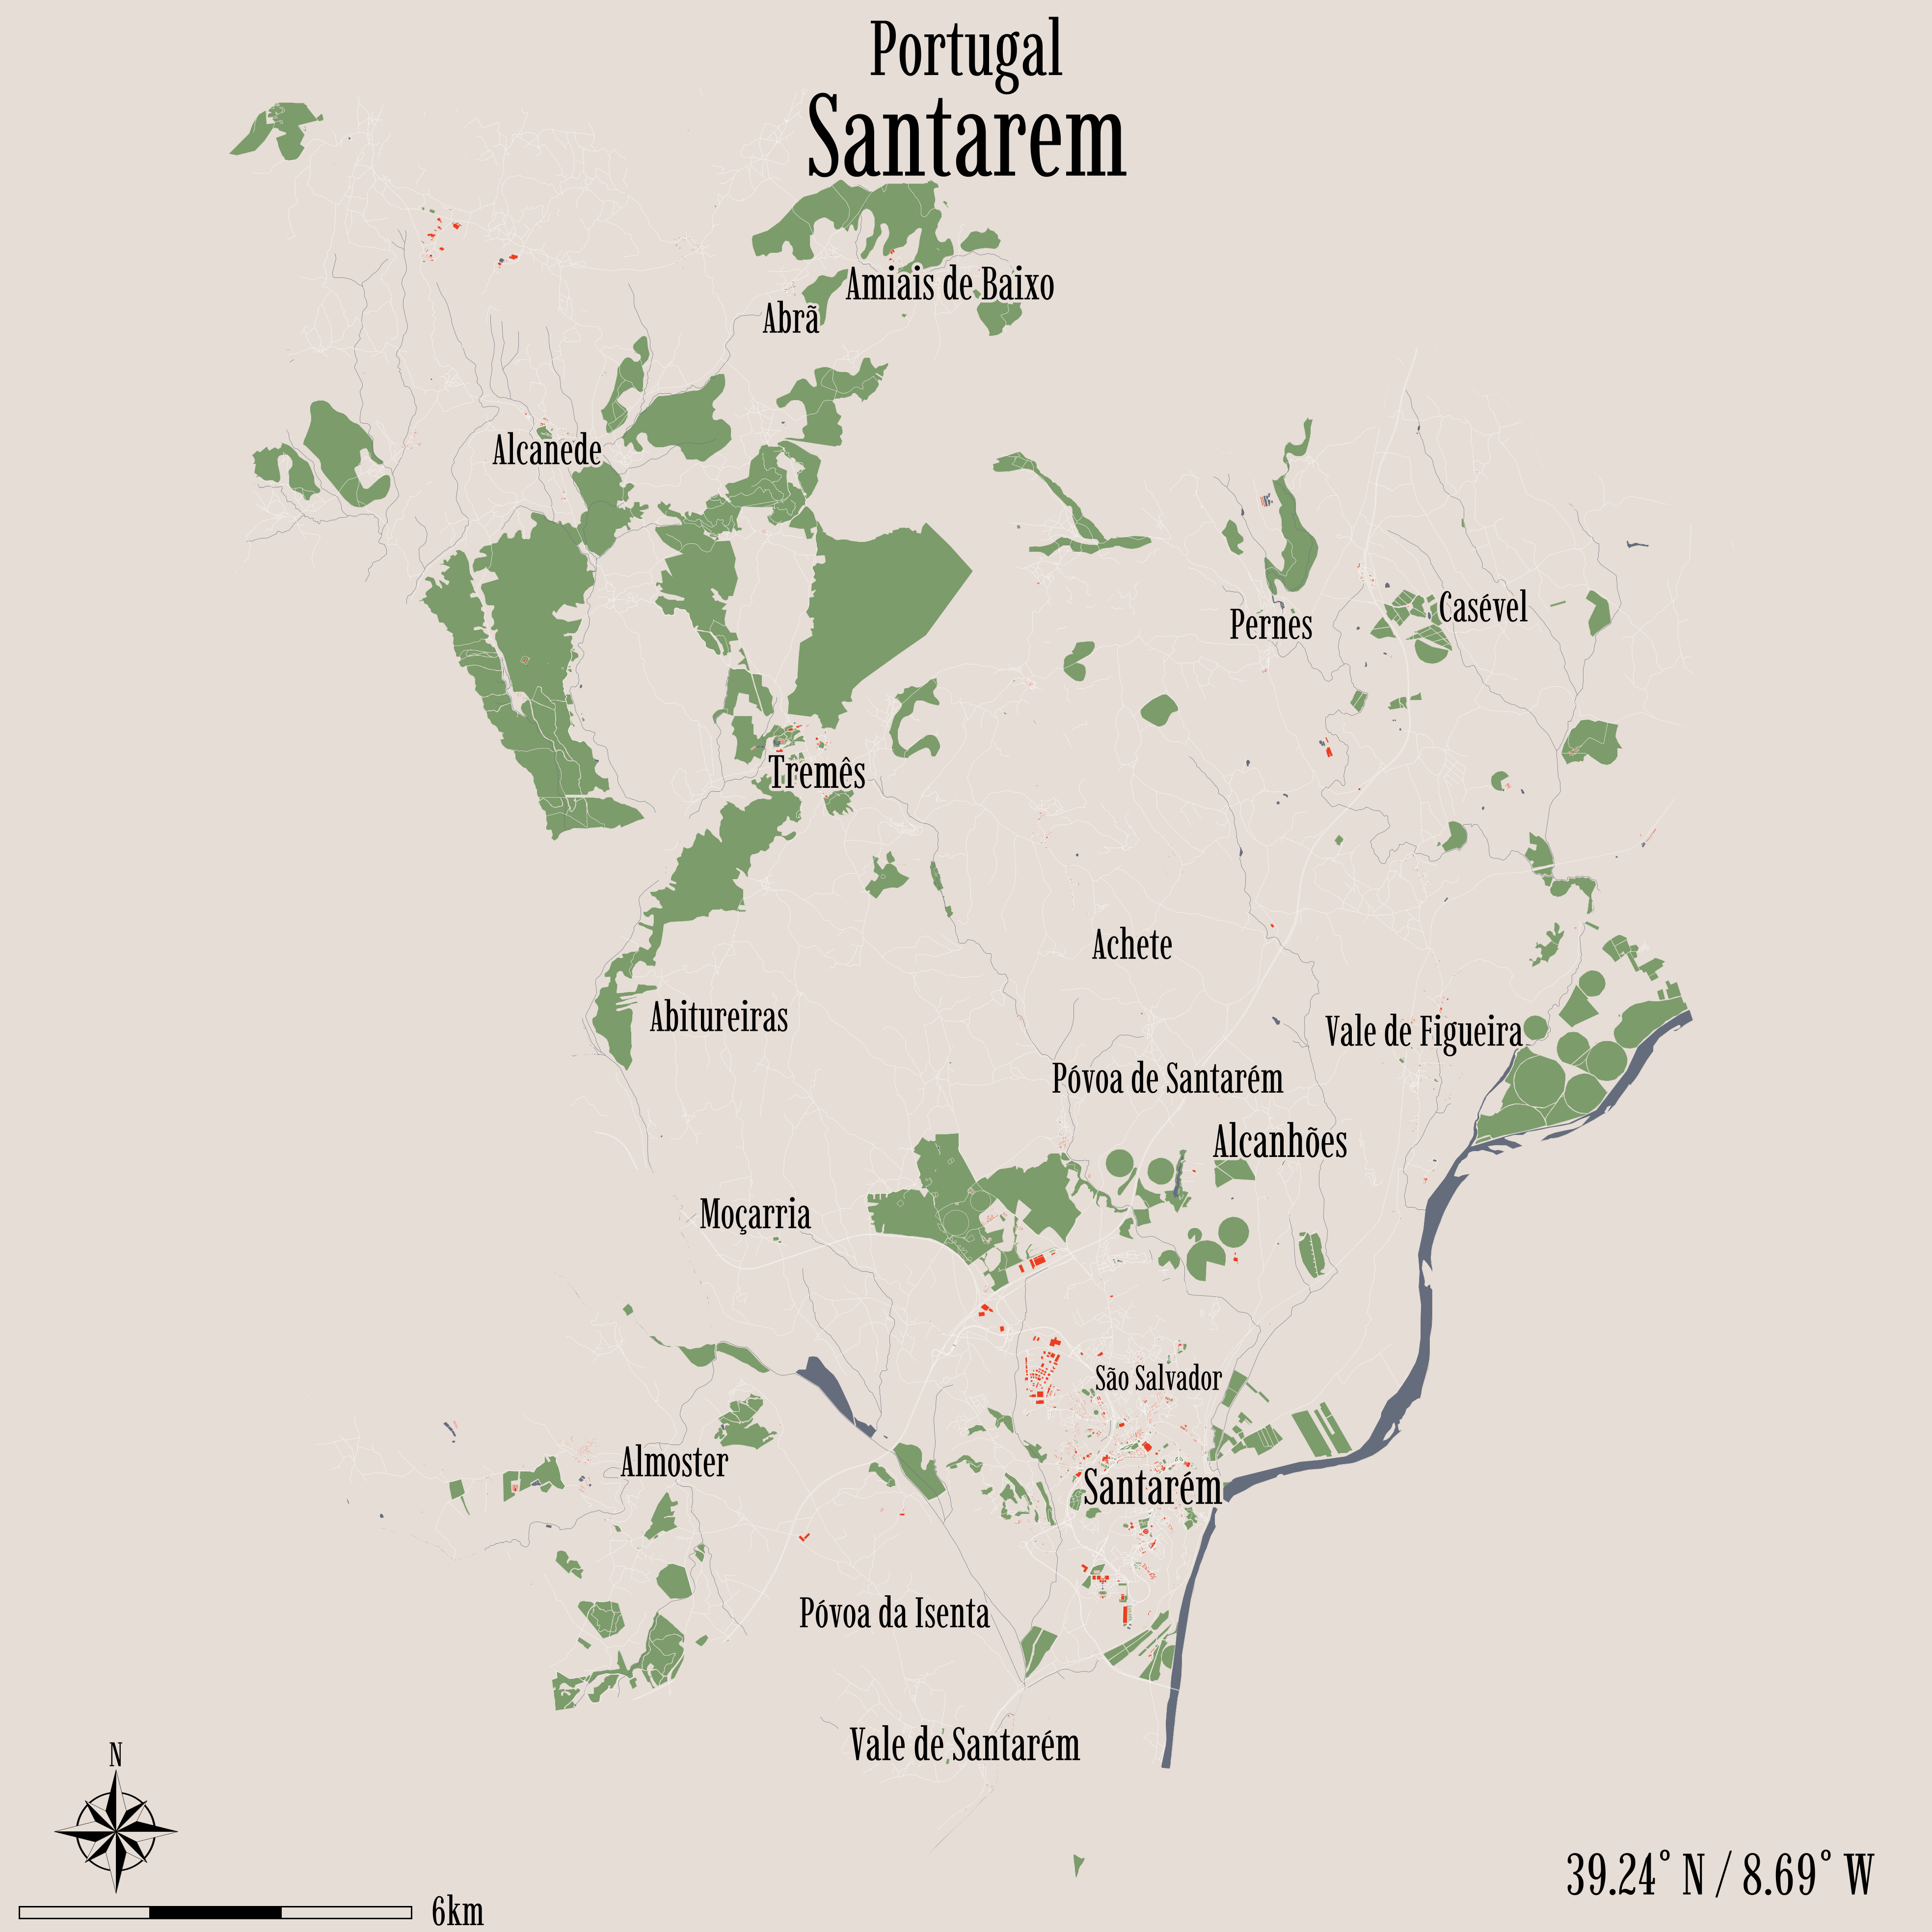 Portugal
Santarem
Amiais de Baixo
Abrã
Alcanede
Casével
Pernes
Tremês
Achete
Abitureiras
Vale de Figueira
Póvoa de Santarém
Alcanhões
Moçarria
São Salvador
Almoster
Santarém
Póvoa da Isenta
Vale de Santarém
N
39.24° N / 8.69° W
6km